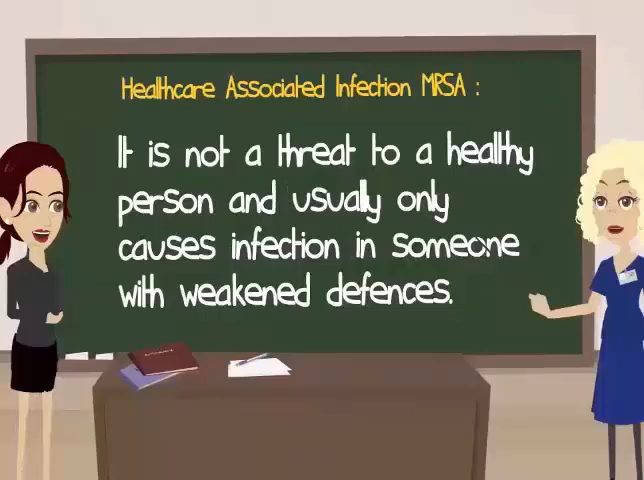 Healthcare Associated Infection MRSA :
It is not a threat to a healthy
person and usually only
causes infection in someone
with weakened defences.